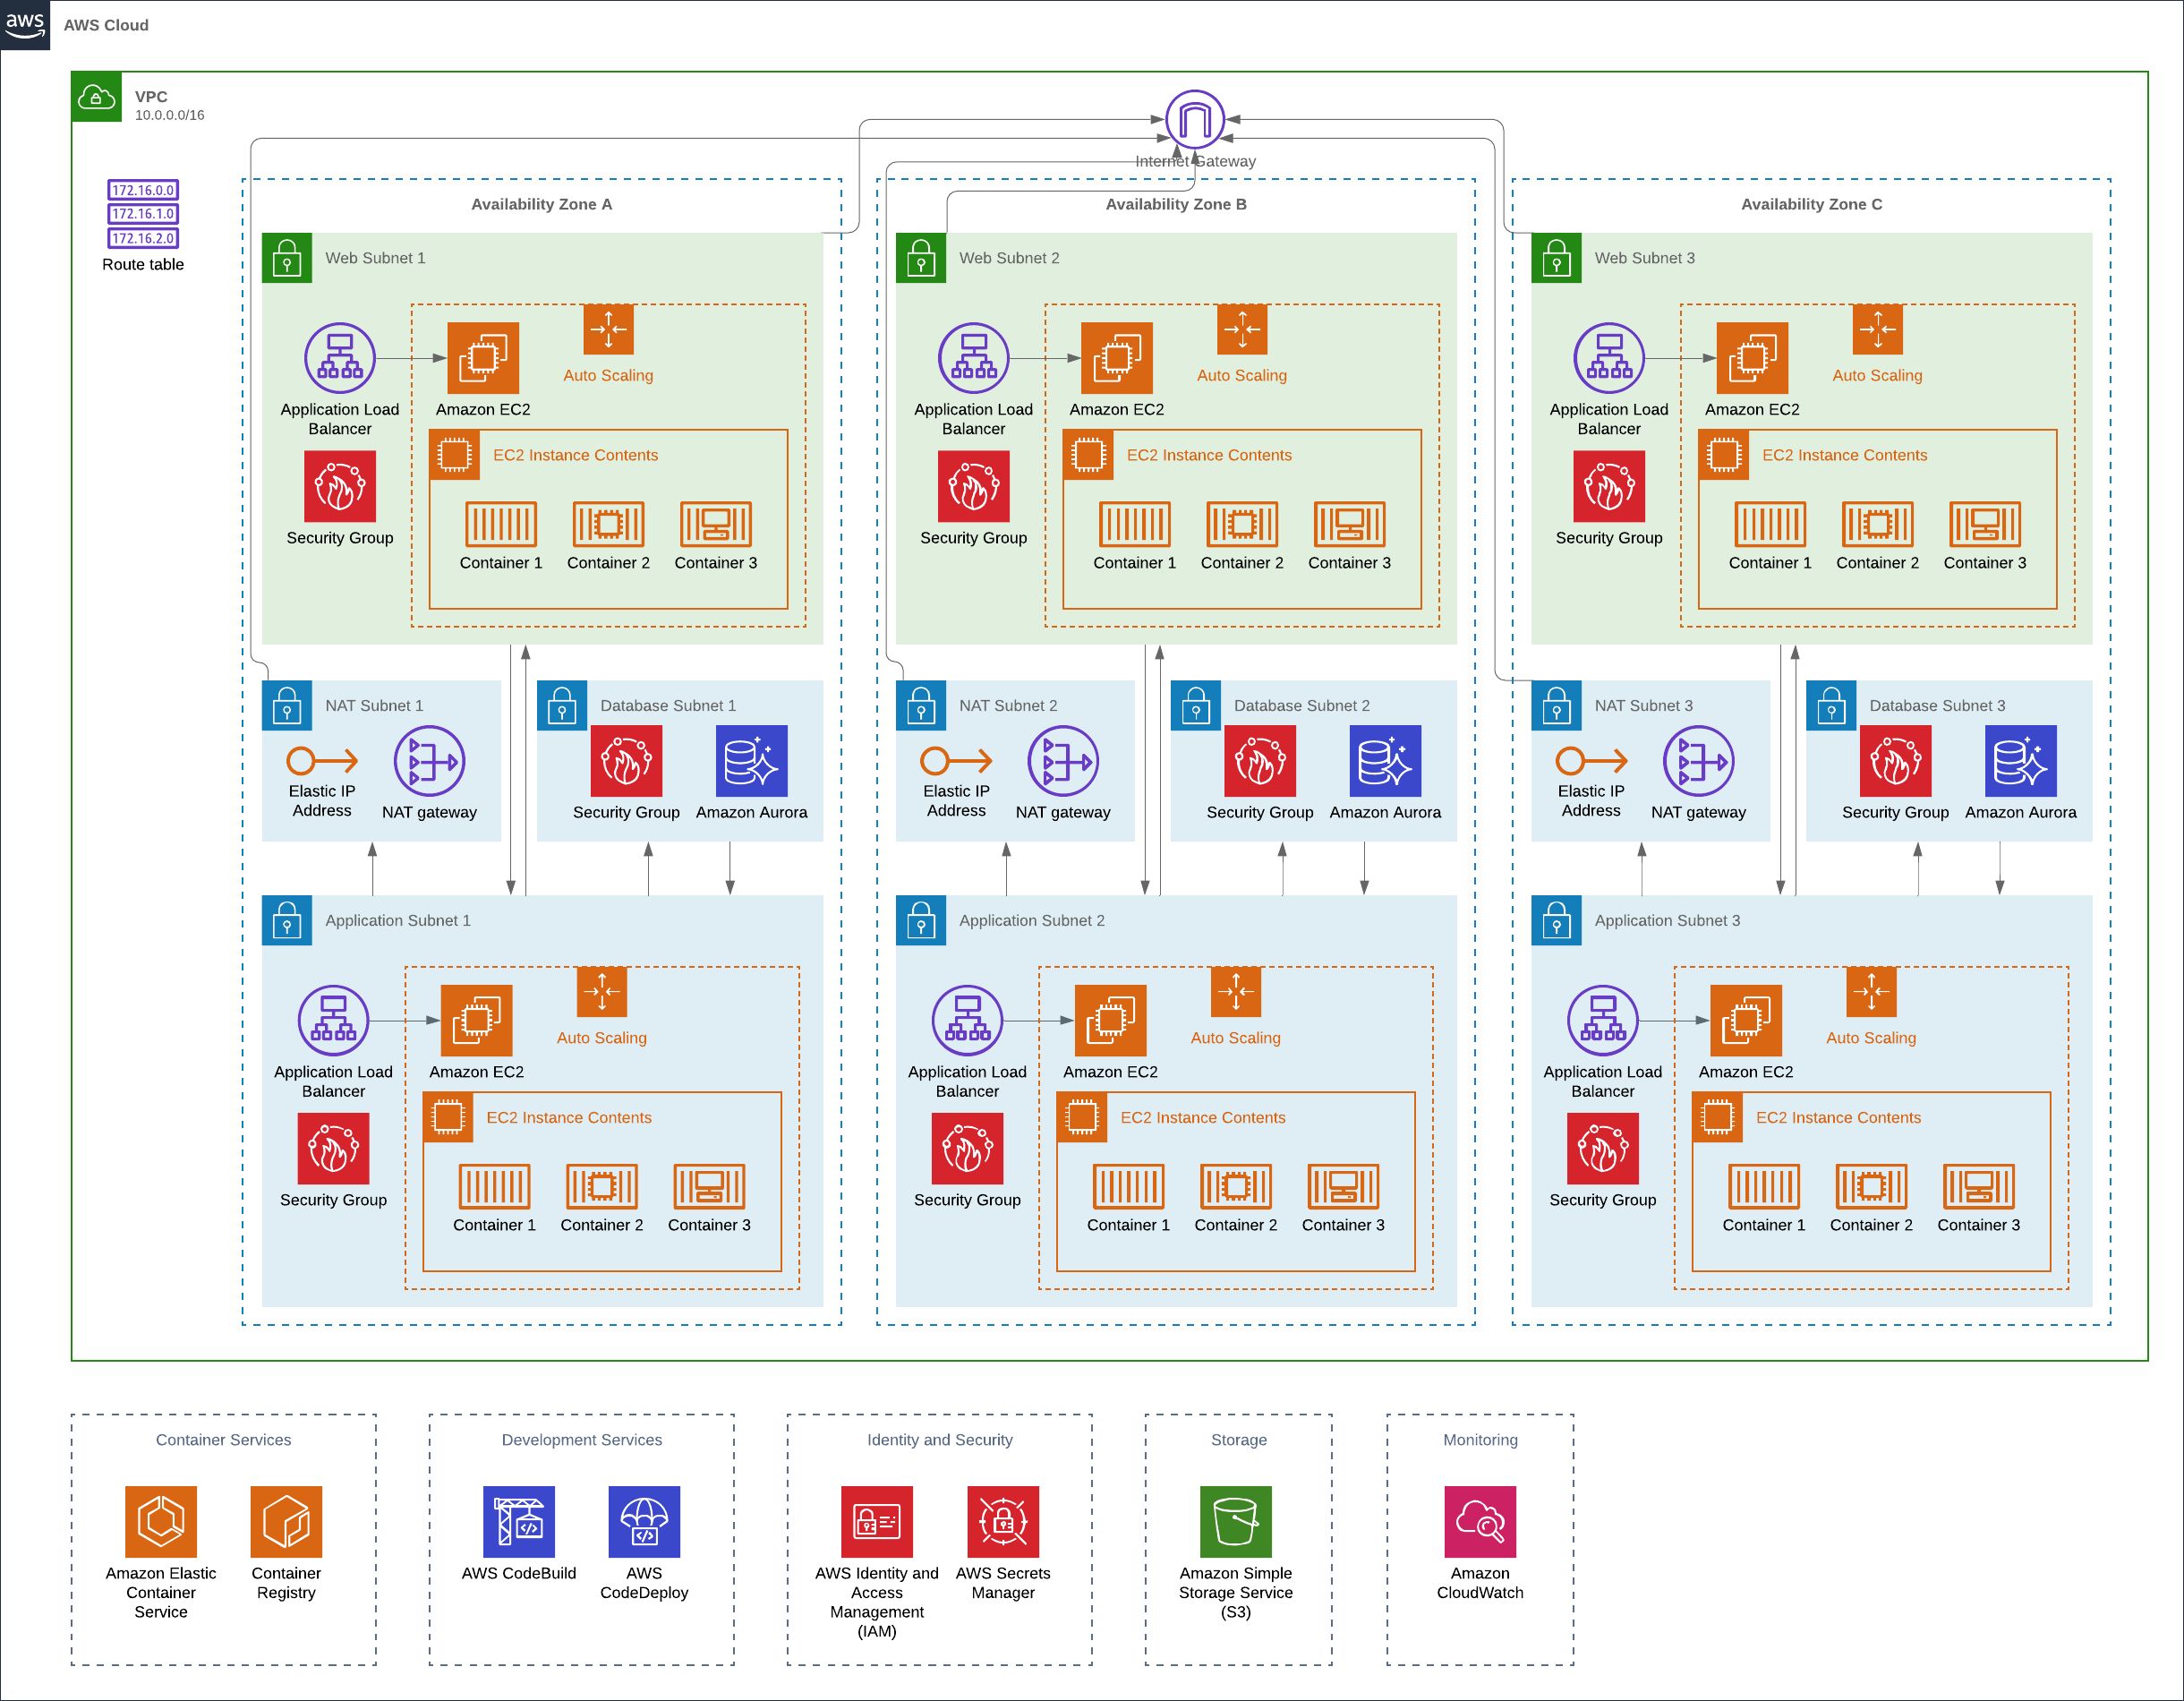 aws
AWS Cloud
VPC
10.0.0.0/16
Internet Gateway
172.16.0.0
172.16.1.0
172.16.2.0
Route table
Availability Zone A
Web Subnet 1
Auto Scaling
Application Load
Balancer
Amazon EC2
EC2 Instance Contents
Security Group
Container 1
Container 2
Container 3
NAT Subnet 1
Elastic IP
Address
NAT gateway
Database Subnet 1
Security Group
Amazon Aurora
Application Subnet 1
Auto Scaling
Application Load
Balancer
Amazon EC2
EC2 Instance Contents
Security Group
Container 1
Container 2
Container 3
Availability Zone B
Web Subnet 2
Auto Scaling
Application Load
Balancer
Amazon EC2
EC2 Instance Contents
Security Group
Container 1
Container 2
Container 3
NAT Subnet 2
Elastic IP
Address
NAT gateway
Database Subnet 2
Security Group
Amazon Aurora
Application Subnet 2
Auto Scaling
Application Load
Balancer
Amazon EC2
EC2 Instance Contents
Security Group
Container 1
Container 2
Container 3
Availability Zone C
Web Subnet 3
Auto Scaling
Application Load
Balancer
Amazon EC2
EC2 Instance Contents
Security Group
Container 1
Container 2
Container 3
NAT Subnet 3
Elastic IP
Address
NAT gateway
Database Subnet 3
Security Group
Amazon Aurora
Application Subnet 3
Auto Scaling
Application Load
Balancer
Amazon EC2
EC2 Instance Contents
Security Group
Container 1
Container 2
Container 3
Container Services
Amazon Elastic
Container
Service
Container
Registry
Development Services
AWS CodeBuild
AWS
CodeDeploy
Identity and Security
AWS Identity and
Access
Management
(IAM)
AWS Secrets
Manager
Storage
Amazon Simple
Storage Service
(S3)
Monitoring
Amazon
CloudWatch